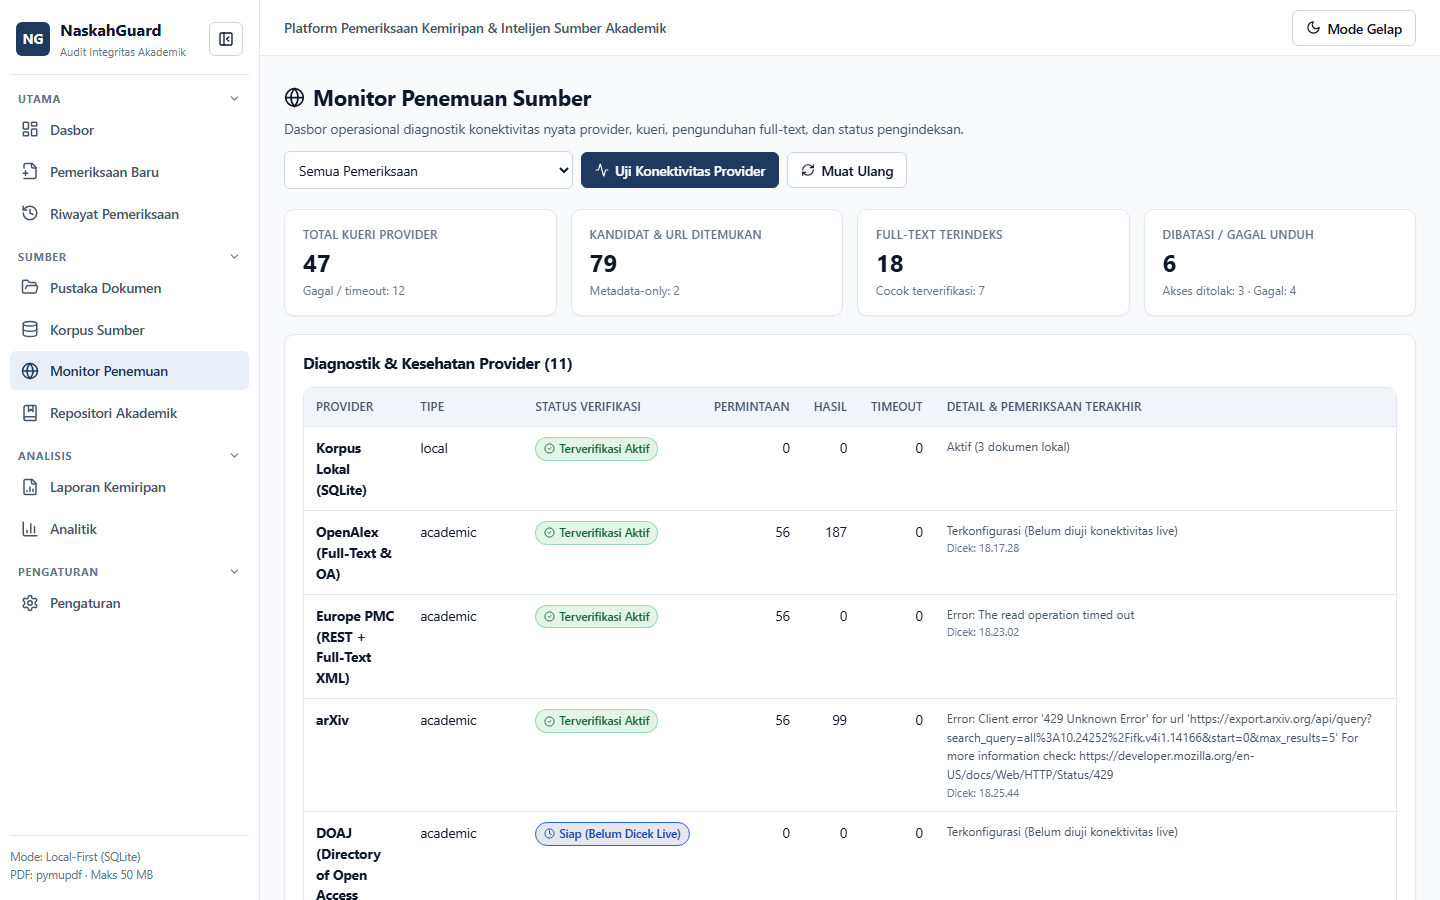 NG
NaskahGuard
Audit Integritas Akademik
UTAMA
Dasbor
Pemeriksaan Baru
Riwayat Pemeriksaan
SUMBER
Pustaka Dokumen
Korpus Sumber
Monitor Penemuan
Repositori Akademik
ANALISIS
Laporan Kemiripan
Analitik
PENGATURAN
Pengaturan
Mode: Local-First (SQLite)
PDF: pymupdf · Maks 50 MB
Platform Pemeriksaan Kemiripan & Intelijen Sumber Akademik
Mode Gelap
Monitor Penemuan Sumber
Dasbor operasional diagnostik konektivitas nyata provider, kueri, pengunduhan full-text, dan status pengindeksan.
Semua Pemeriksaan
Uji Konektivitas Provider
Muat Ulang
TOTAL KUERI PROVIDER
47
Gagal / timeout: 12
KANDIDAT & URL DITEMUKAN
79
Metadata-only: 2
FULL-TEXT TERINDEKS
18
Cocok terverifikasi: 7
DIBATASI / GAGAL UNDUH
6
Akses ditolak: 3 · Gagal: 4
Diagnostik & Kesehatan Provider (11)
PROVIDER TIPE STATUS VERIFIKASI PERMINTAAN HASIL TIMEOUT DETAIL & PEMERIKSAAN TERAKHIR
Korpus
Lokal
(SQLite)
local
Terverifikasi Aktif
0
0
0
Aktif (3 dokumen lokal)
OpenAlex
(Full-Text &
OA)
academic
Terverifikasi Aktif
56
187
0
Terkonfigurasi (Belum diuji konektivitas live)
Dicek: 18.17.28
Europe PMC
(REST +
Full-Text
XML)
academic
Terverifikasi Aktif
56
0
0
Error: The read operation timed out
Dicek: 18.23.02
arXiv
academic
Terverifikasi Aktif
56
99
0
Error: Client error '429 Unknown Error' for url 'https://export.arxiv.org/api/query?
search_query=all%3A10.24252%2Fifk.v4i1.14166&start=0&max_results=5' For
more information check: https://developer.mozilla.org/en-
US/docs/Web/HTTP/Status/429
Dicek: 18.25.44
DOAJ
(Directory
of Open
Access
academic
Siap (Belum Dicek Live)
0
0
0
Terkonfigurasi (Belum diuji konektivitas live)